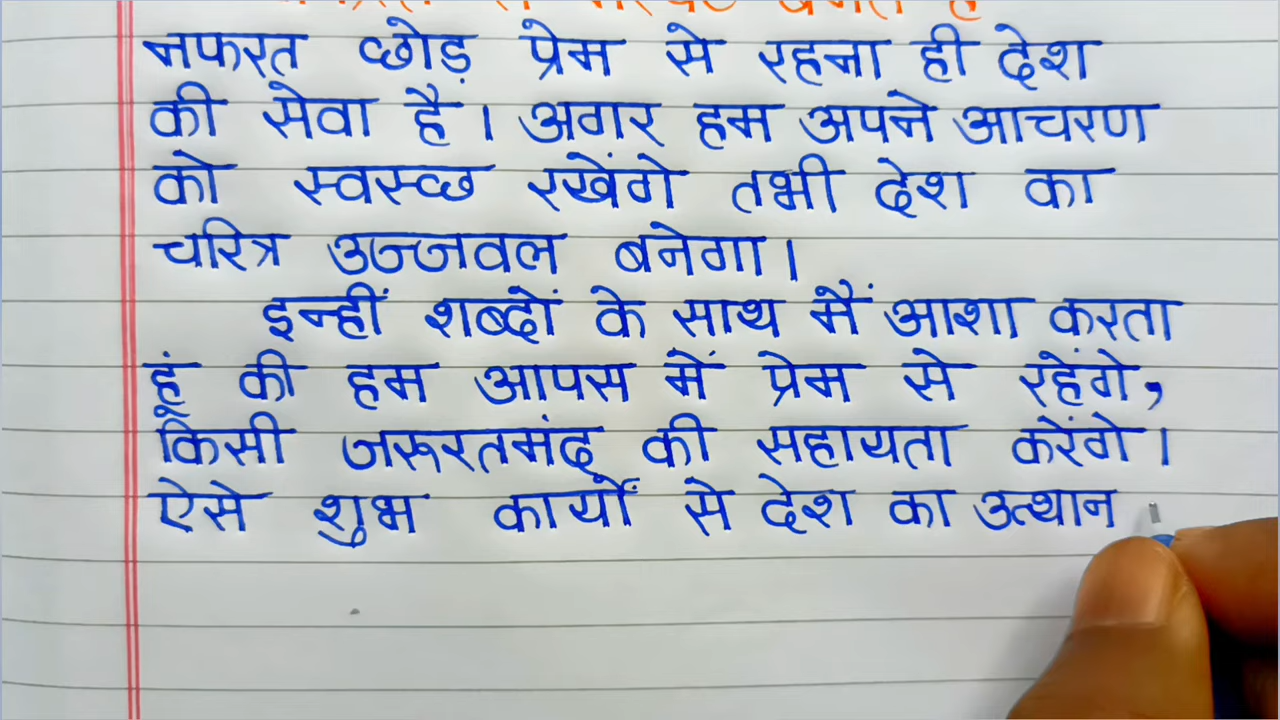 नफरत छोड़ प्रेम से रहना ही देश
की सेवा है। अगर हम अपने आचरण
को स्वस्च्छ रखेंगे तभी देश का
चरित्र उज्जवल बनेगा।
इन्हीं शब्दों के साथ मैं आशा करता
हूं की हम आपस में प्रेम से रहेंगे,
किसी जरूरतमंद की सहायता करेंगे।
ऐसे शुभ कार्यों से देश का उत्थान